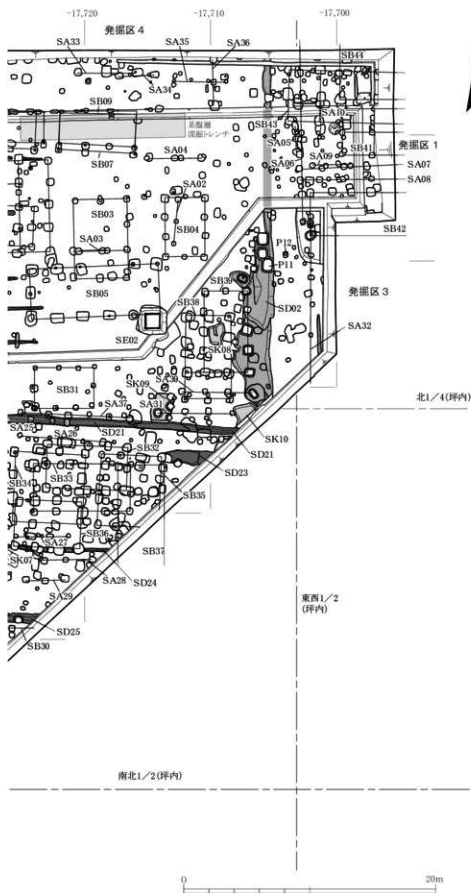 -17,720
-17,710
-17,700
発掘区 4
SA33
SA35
SA36
SB44
SA34
SB09
SA10
SB43
発掘区 1
基盤層
深掘トレンチ
SA05
SB41
SB07
SA04
SA06
SA09
SA07
SA08
SA02
SB03
SB04
SB42
SA03
P12
P11
発掘区 3
SB05
SB39
SB38
SD02
SE02
SA32
SK08
SB31
SK09
SA30
SA37
SA31
北1/4(坪内)
SA25
SA26
SD21
SK10
SB32
SD21
SD23
SB34
SB33
SB35
SB36
SA27
SB37
SK07
SD24
SA28
SA29
東西1/2
(坪内)
SD25
SB30
南北1/2(坪内)
0
20m